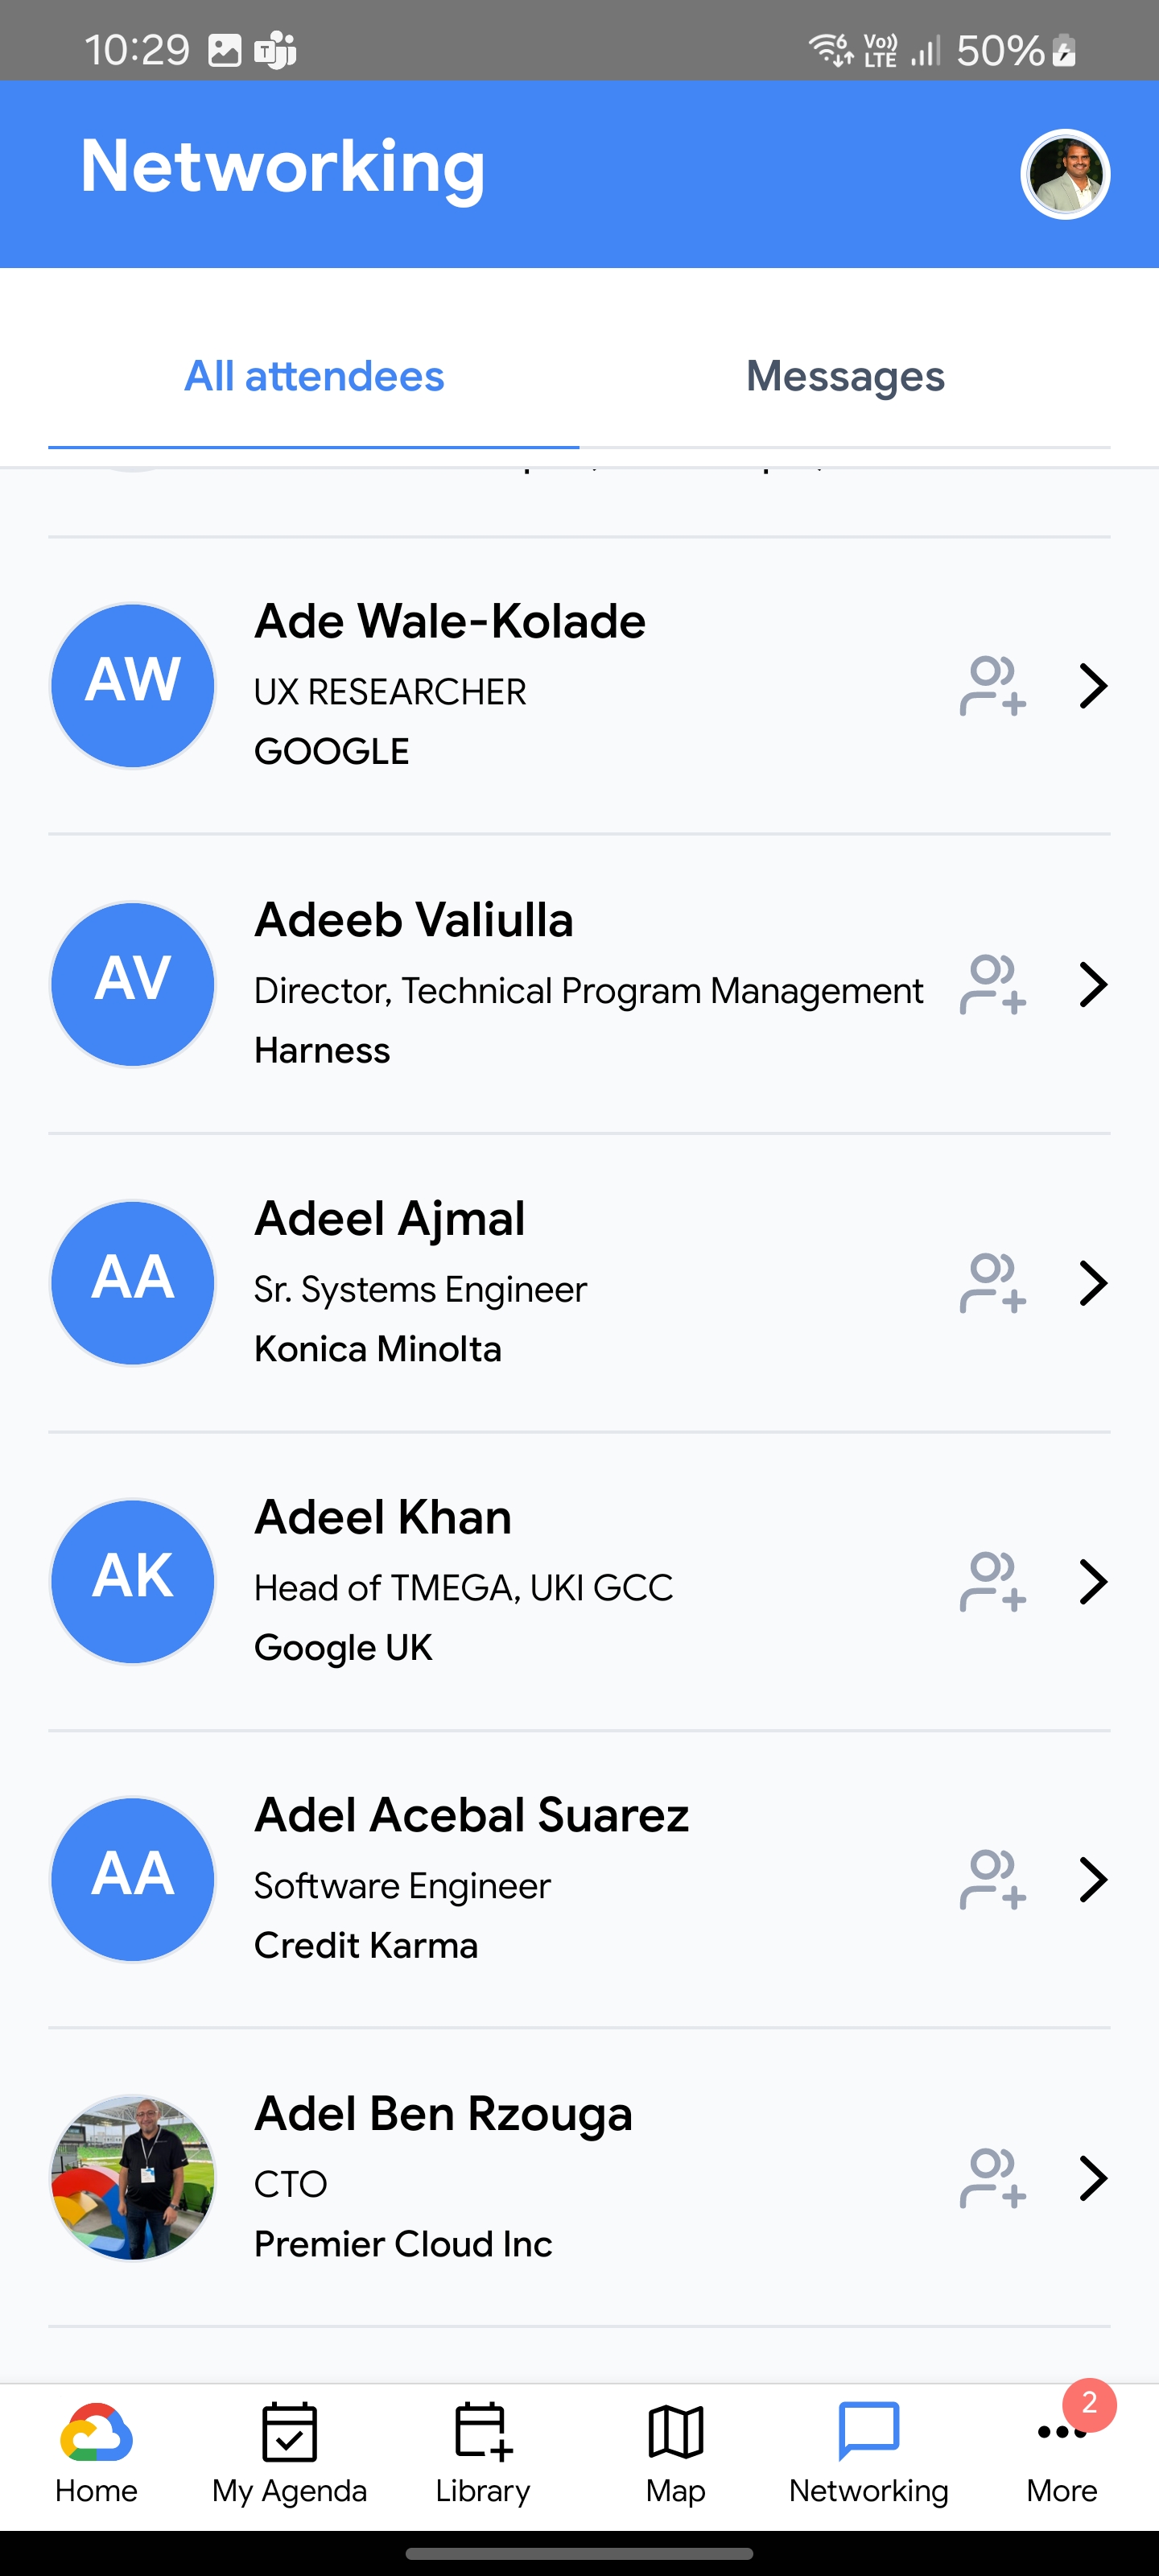 10:29
Vo))
LTE
6
50%
Networking
All attendees
Messages
AW
Ade Wale-Kolade
UX RESEARCHER
GOOGLE
AV
Adeeb Valiulla
Director, Technical Program Management
Harness
AA
Adeel Ajmal
Sr. Systems Engineer
Konica Minolta
AK
Adeel Khan
Head of TMEGA, UKI GCC
Google UK
AA
Adel Acebal Suarez
Software Engineer
Credit Karma
Adel Ben Rzouga
CTO
Premier Cloud Inc
2
Home
My Agenda
Library
Map
Networking
More